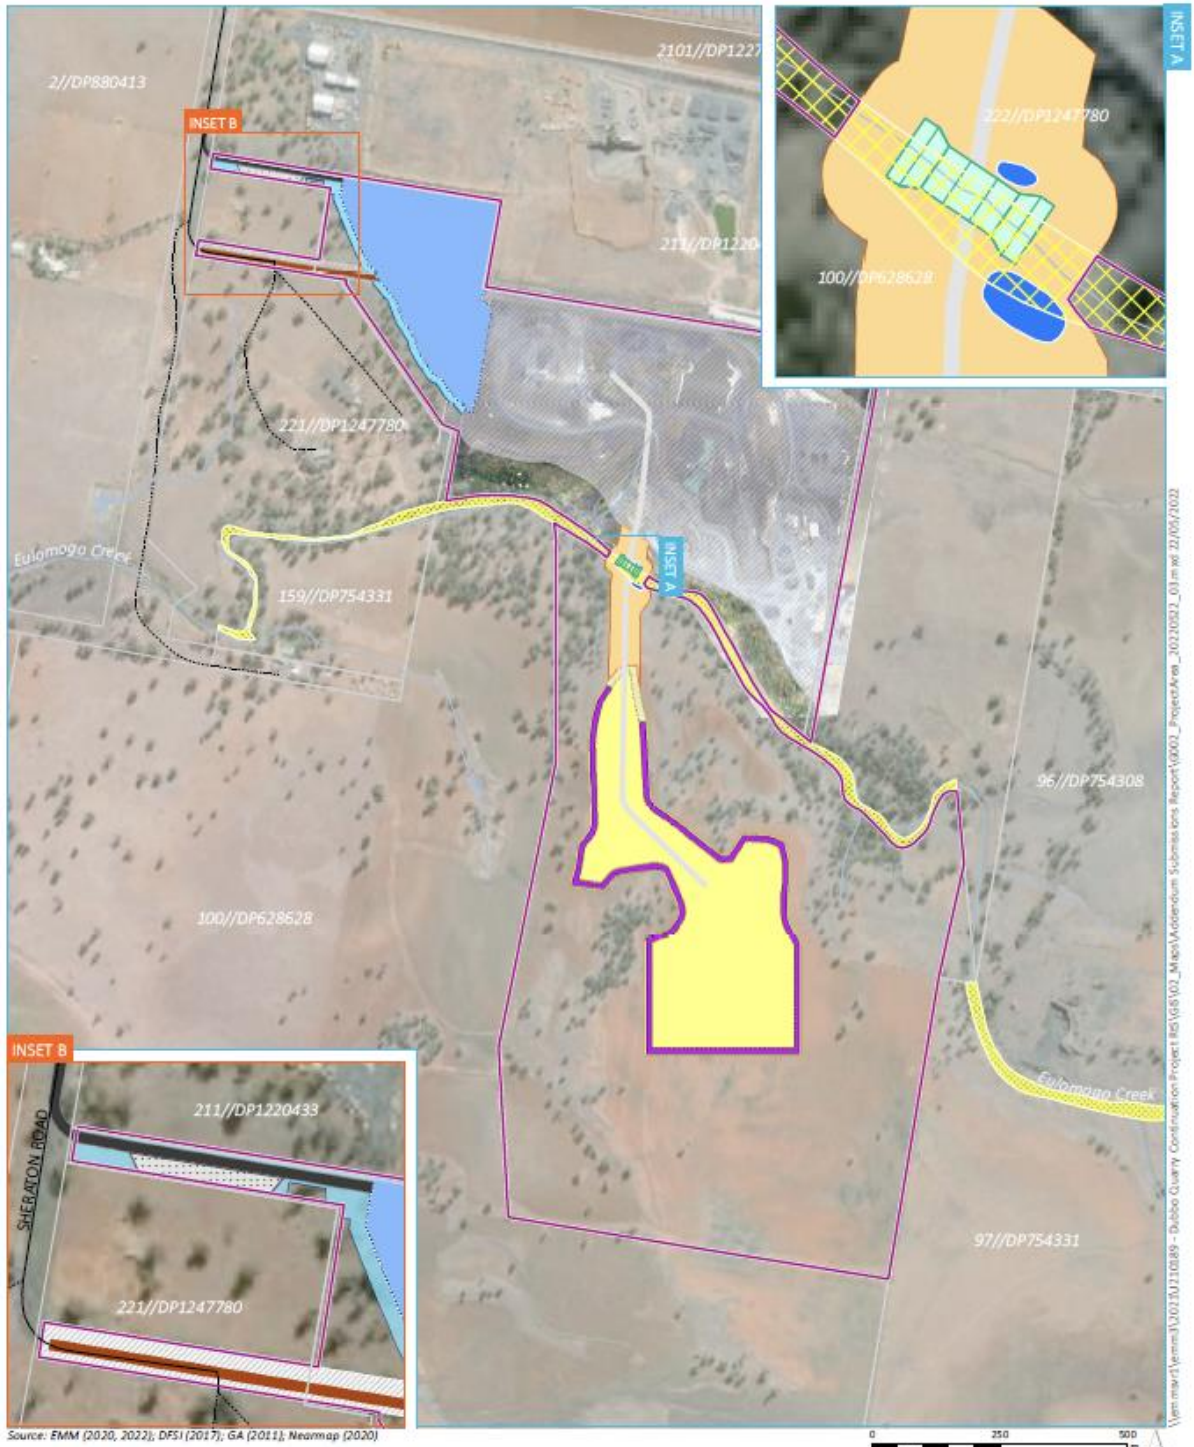 2//DP880413
2101//DP1227
INSET A
INSET B
222//DP1247780
211//DP1220
100//DP628628
221//DP1247780
INSET A
Eulomogo Creek
159//DP754331
96//DP754308
100//DP628628
INSET B
Eulomogo Creek
211//DP1220433
SHERATON ROAD
97//DP754331
221//DP1247780
Source: EMM (2020, 2022); DFSI (2017); GA (2011); Nearmap (2020)
0 250 500